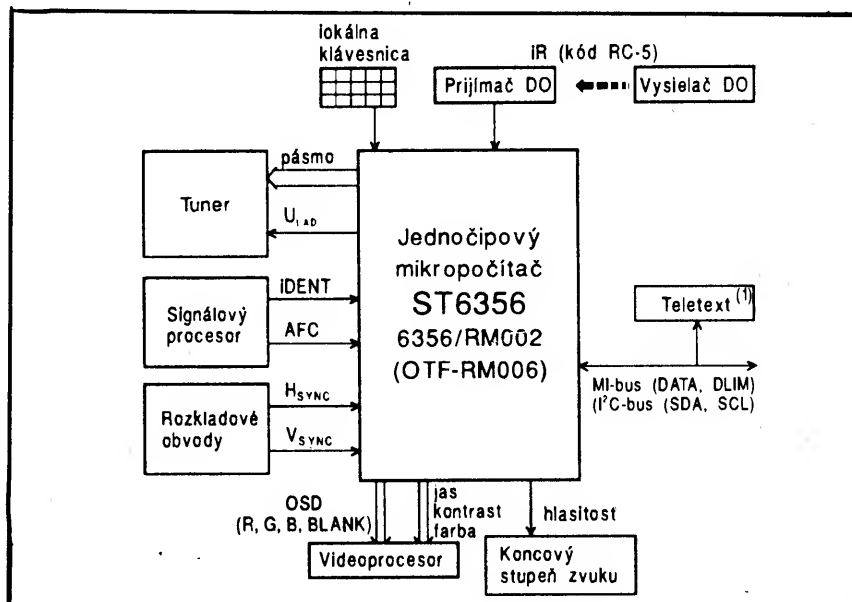 lokálna
klávesnica
iR (kód RC-5)
Prijímač DO
Vysielač DO
pásmo
Tuner
U LAD
Jednočipový
mikropočítač
ST6356
6356/RM002
(OTF-RM006)
iDENT
Signálový
procesor
AFC
Teletext (1)
MI-bus (DATA, DLIM)
(I²C-bus (SDA, SCL)
H SYNC
Rozkladové
obvody
V SYNC
OSD
(R, G, B, BLANK)
jas
kontrast
farba
hlasitosť
Videoprocesor
Koncový
stupeň zvuku